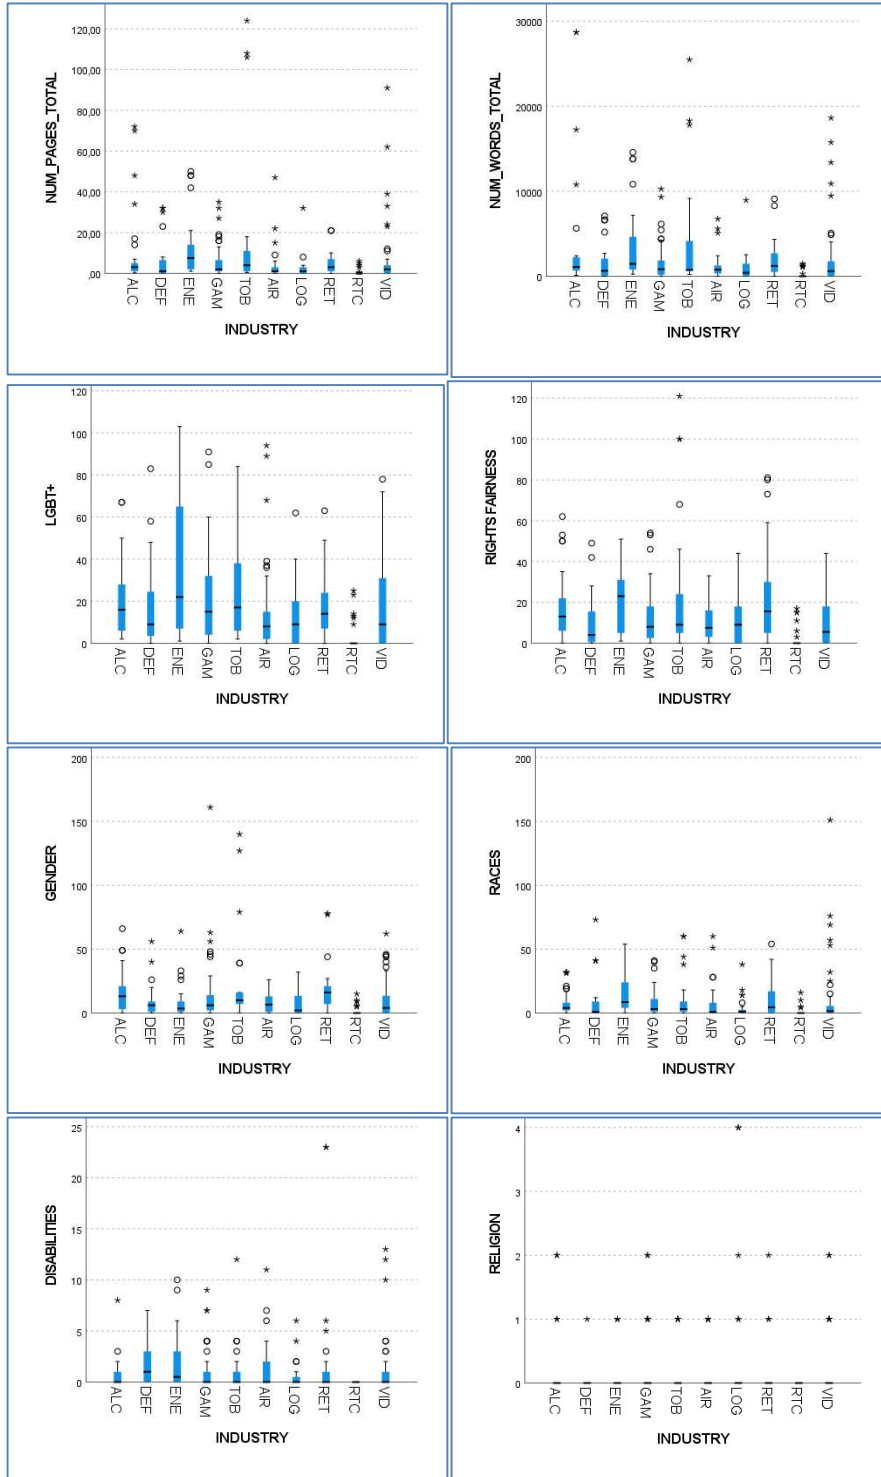 NUM_PAGES_TOTAL
120,00
100,00
80,00
60,00
40,00
20,00
,00
ALC DEF ENE GAM TOB AIR LOG RET RTC VID
INDUSTRY
NUM_WORDS_TOTAL
30000
20000
10000
0
ALC DEF ENE GAM TOB AIR LOG RET RTC VID
INDUSTRY
LGBT+
120
100
80
60
40
20
0
ALC DEF ENE GAM TOB AIR LOG RET RTC VID
INDUSTRY
RIGHTS FAIRNESS
120
100
80
60
40
20
0
ALC DEF ENE GAM TOB AIR LOG RET RTC VID
INDUSTRY
GENDER
200
150
100
50
0
ALC DEF ENE GAM TOB AIR LOG RET RTC VID
INDUSTRY
RACES
200
150
100
50
0
ALC DEF ENE GAM TOB AIR LOG RET RTC VID
INDUSTRY
DISABILITIES
25
20
15
10
5
0
ALC DEF ENE GAM TOB AIR LOG RET RTC VID
INDUSTRY
RELIGION
4
3
2
1
0
ALC DEF ENE GAM TOB AIR LOG RET RTC VID
INDUSTRY